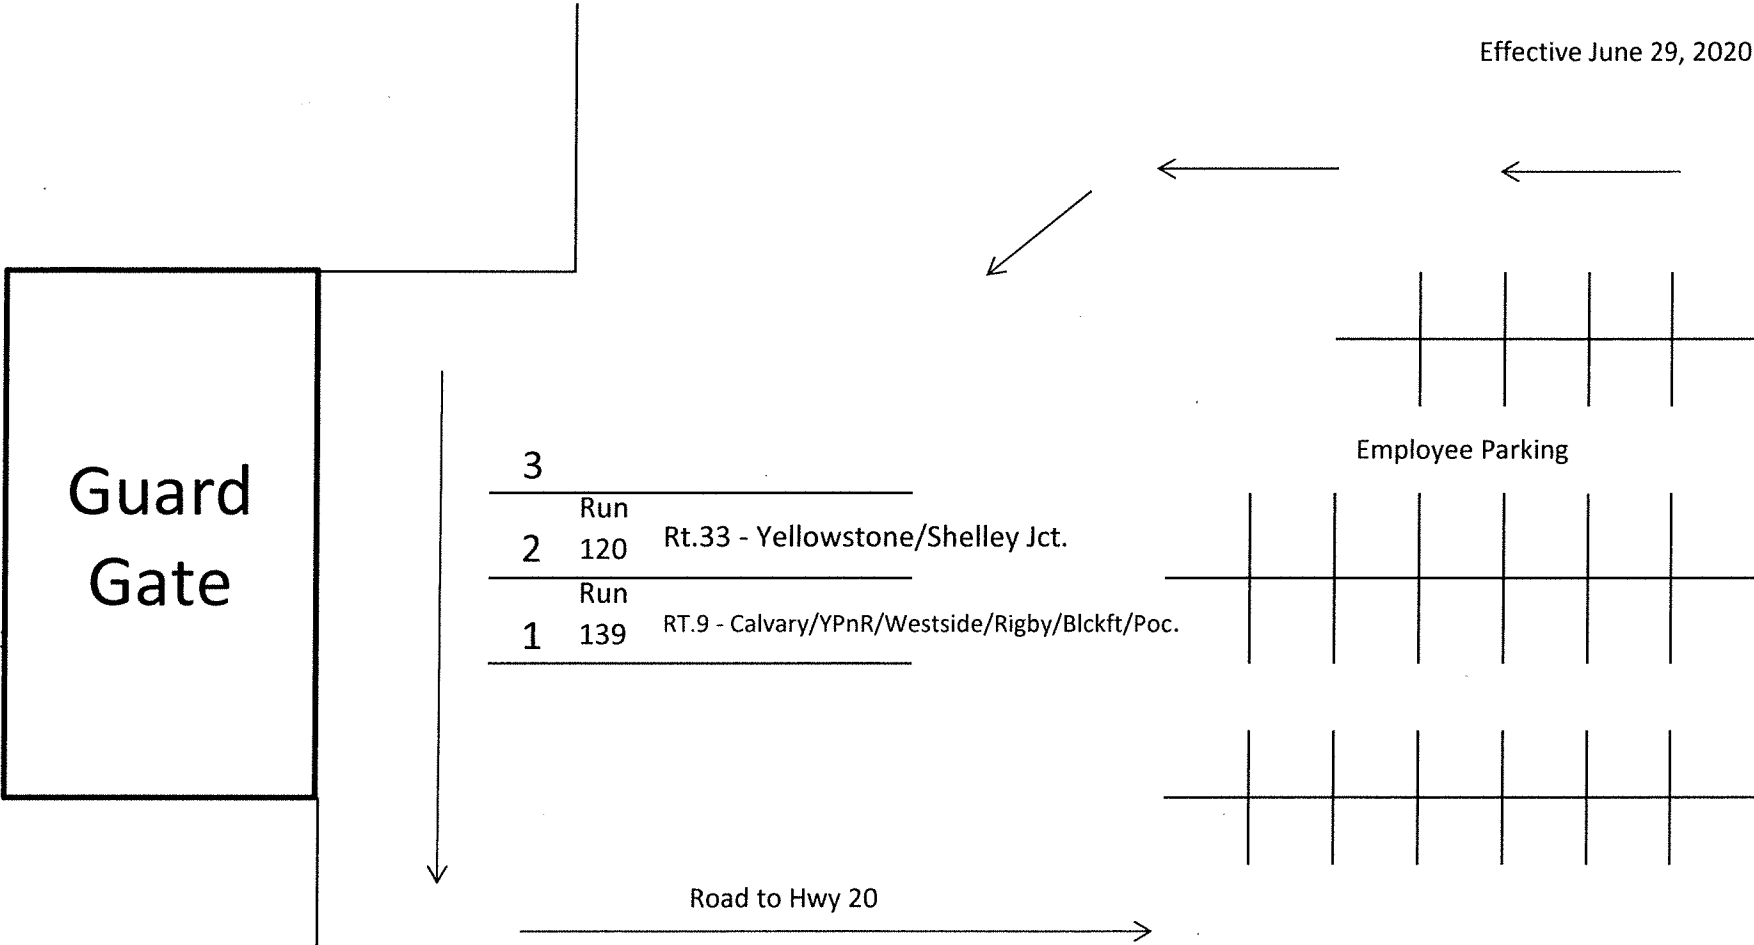 Effective June 29, 2020
Guard
Gate
3
Employee Parking
Run
2 120 Rt.33 - Yellowstone/Shelley Jct.
Run
1 139 RT.9 - Calvary/YPnR/Westside/Rigby/Blckft/Poc.
Road to Hwy 20